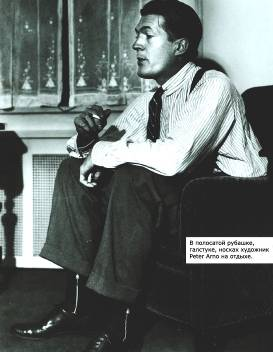 В полосатой рубашке,
галстуке, носках художник
Peter Arno на отдыхе.